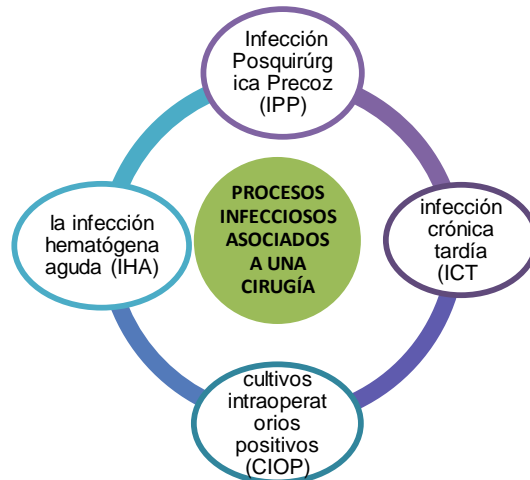 Infección
Posquirúrg
ica Precoz
(IPP)
PROCESOS
INFECCIOSOS
ASOCIADOS
A UNA
CIRUGÍA
infección
crónica
tardía
(ICT
cultivos
intraoperat
orios
positivos
(CIOP)
la infección
hematógena
aguda (IHA)